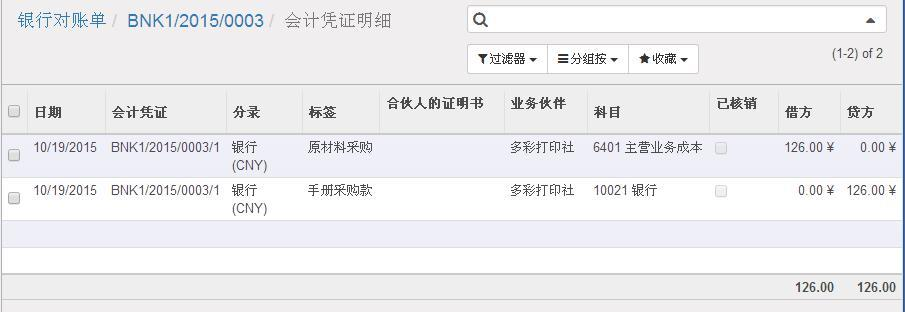 银行对账单 / BNK1/2015/0003 / 会计凭证明细
过滤器 分组按 收藏 (1-2) of 2
日期 会计凭证 分录 标签 合伙人的证明书 业务伙伴 科目 已核销 借方 贷方
10/19/2015 BNK1/2015/0003/1 银行 原材料采购 多彩打印社 6401 主营业务成本 126.00 ¥ 0.00 ¥
(CNY)
10/19/2015 BNK1/2015/0003/1 银行 手册采购款 多彩打印社 10021 银行 0.00 ¥ 126.00 ¥
(CNY)
126.00 126.00